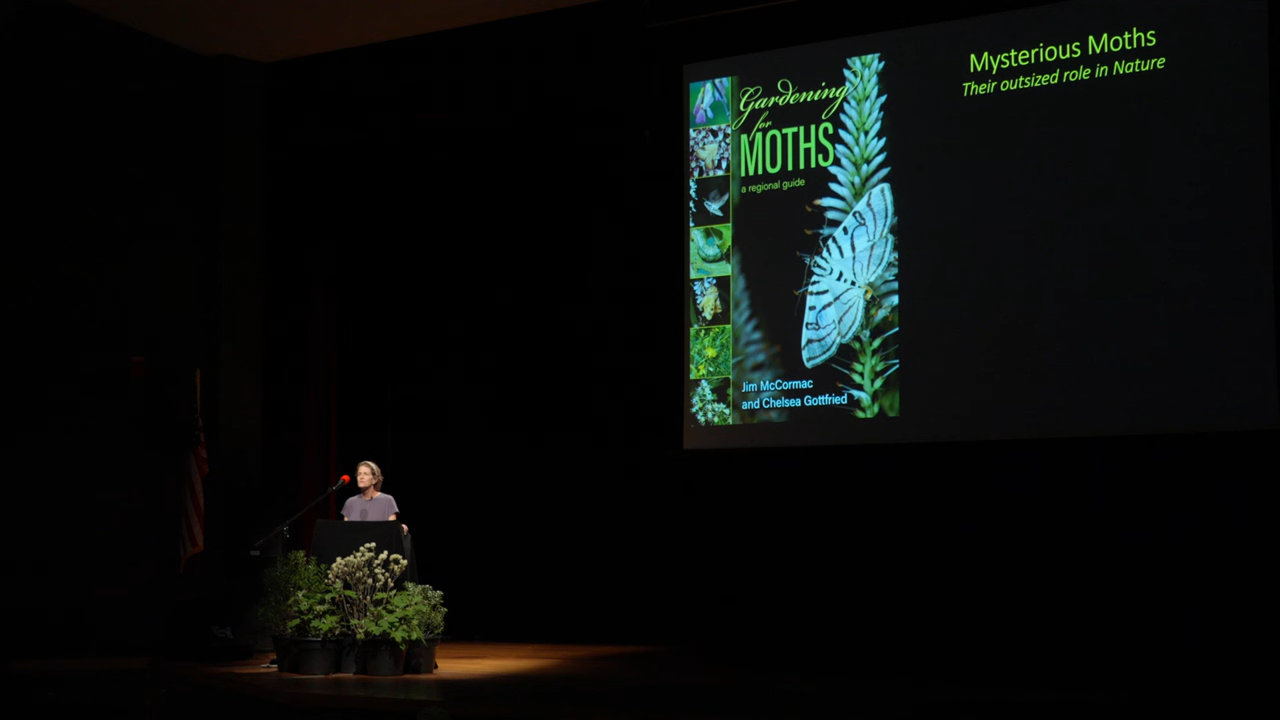 Gardening
for
MOTHS
a regional guide
Jim McCormac
and Chelsea Gottfried
Mysterious Moths
Their outsized role in Nature